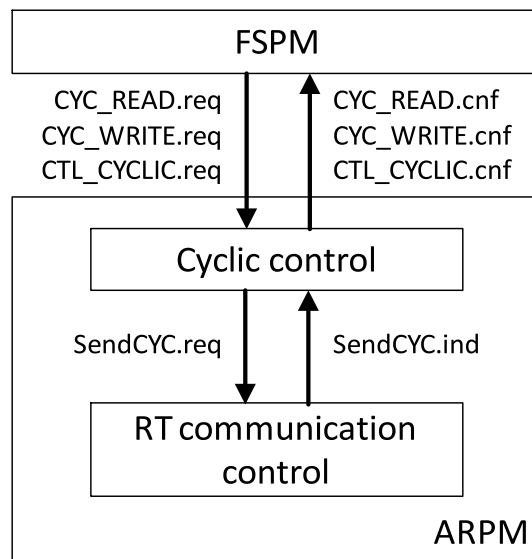 FSPM
CYC_READ.req
CYC_READ.cnf
CYC_WRITE.req
CYC_WRITE.cnf
CTL_CYCLIC.req
CTL_CYCLIC.cnf
Cyclic control
SendCYC.req
SendCYC.ind
RT communication
control
ARPM